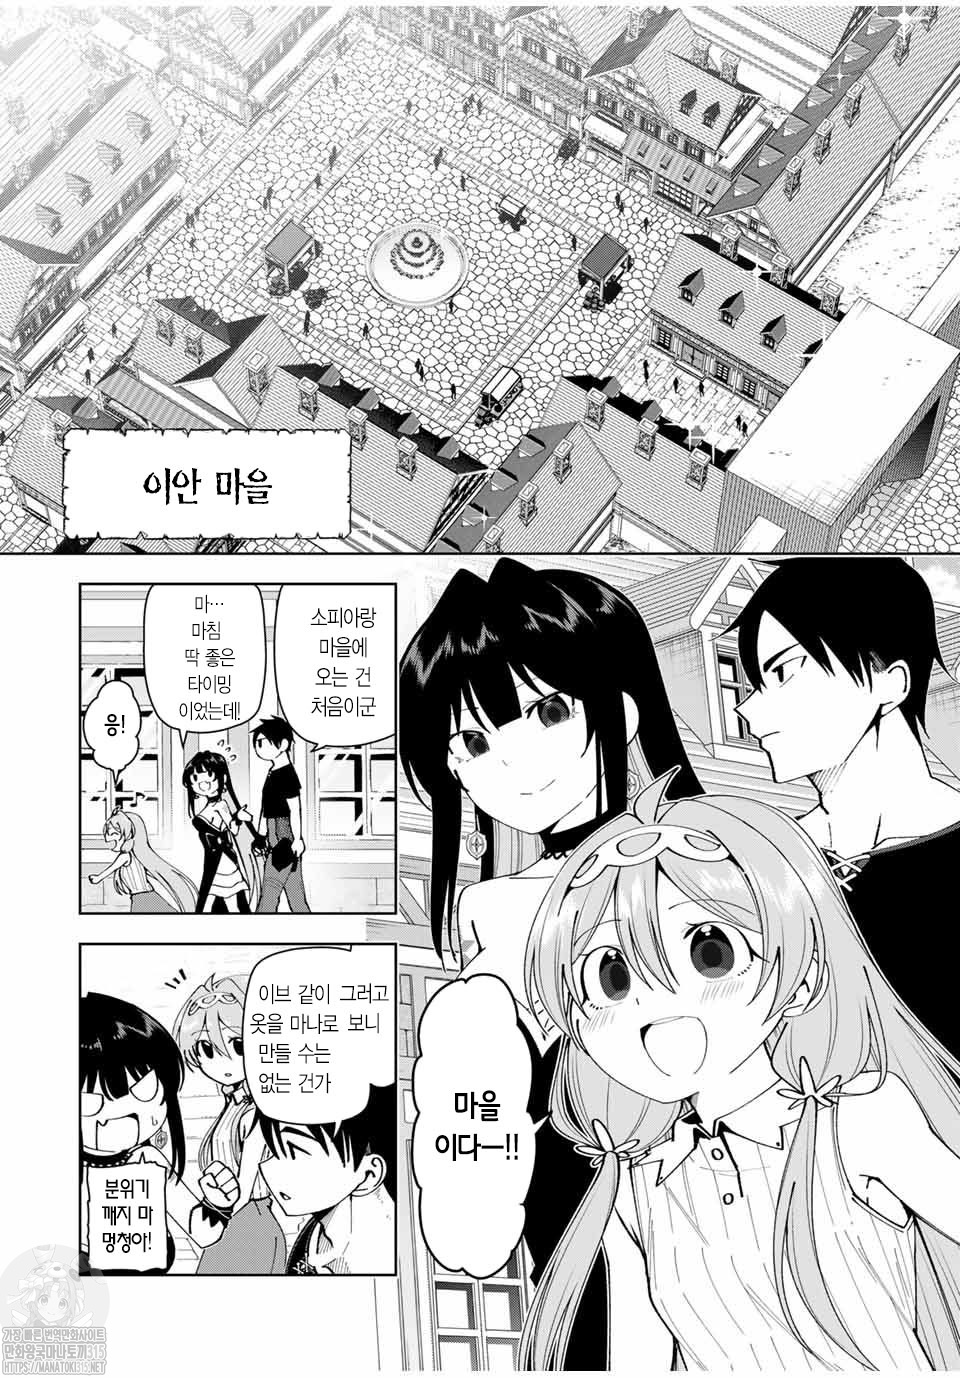 이안 마을
마을
이다—!!
소피아랑
마을에
오는 건
처음이군
마…
마침
딱 좋은
타이밍
이었는데!
응!
이브 같이 그러고
옷을 마나로 보니
만들 수는
없는 건가
분위기
깨지 마
멍청아!
가장 빠른 번역만화사이트
만화왕국마나토끼315
HTTPS://MANATOKI315.NET